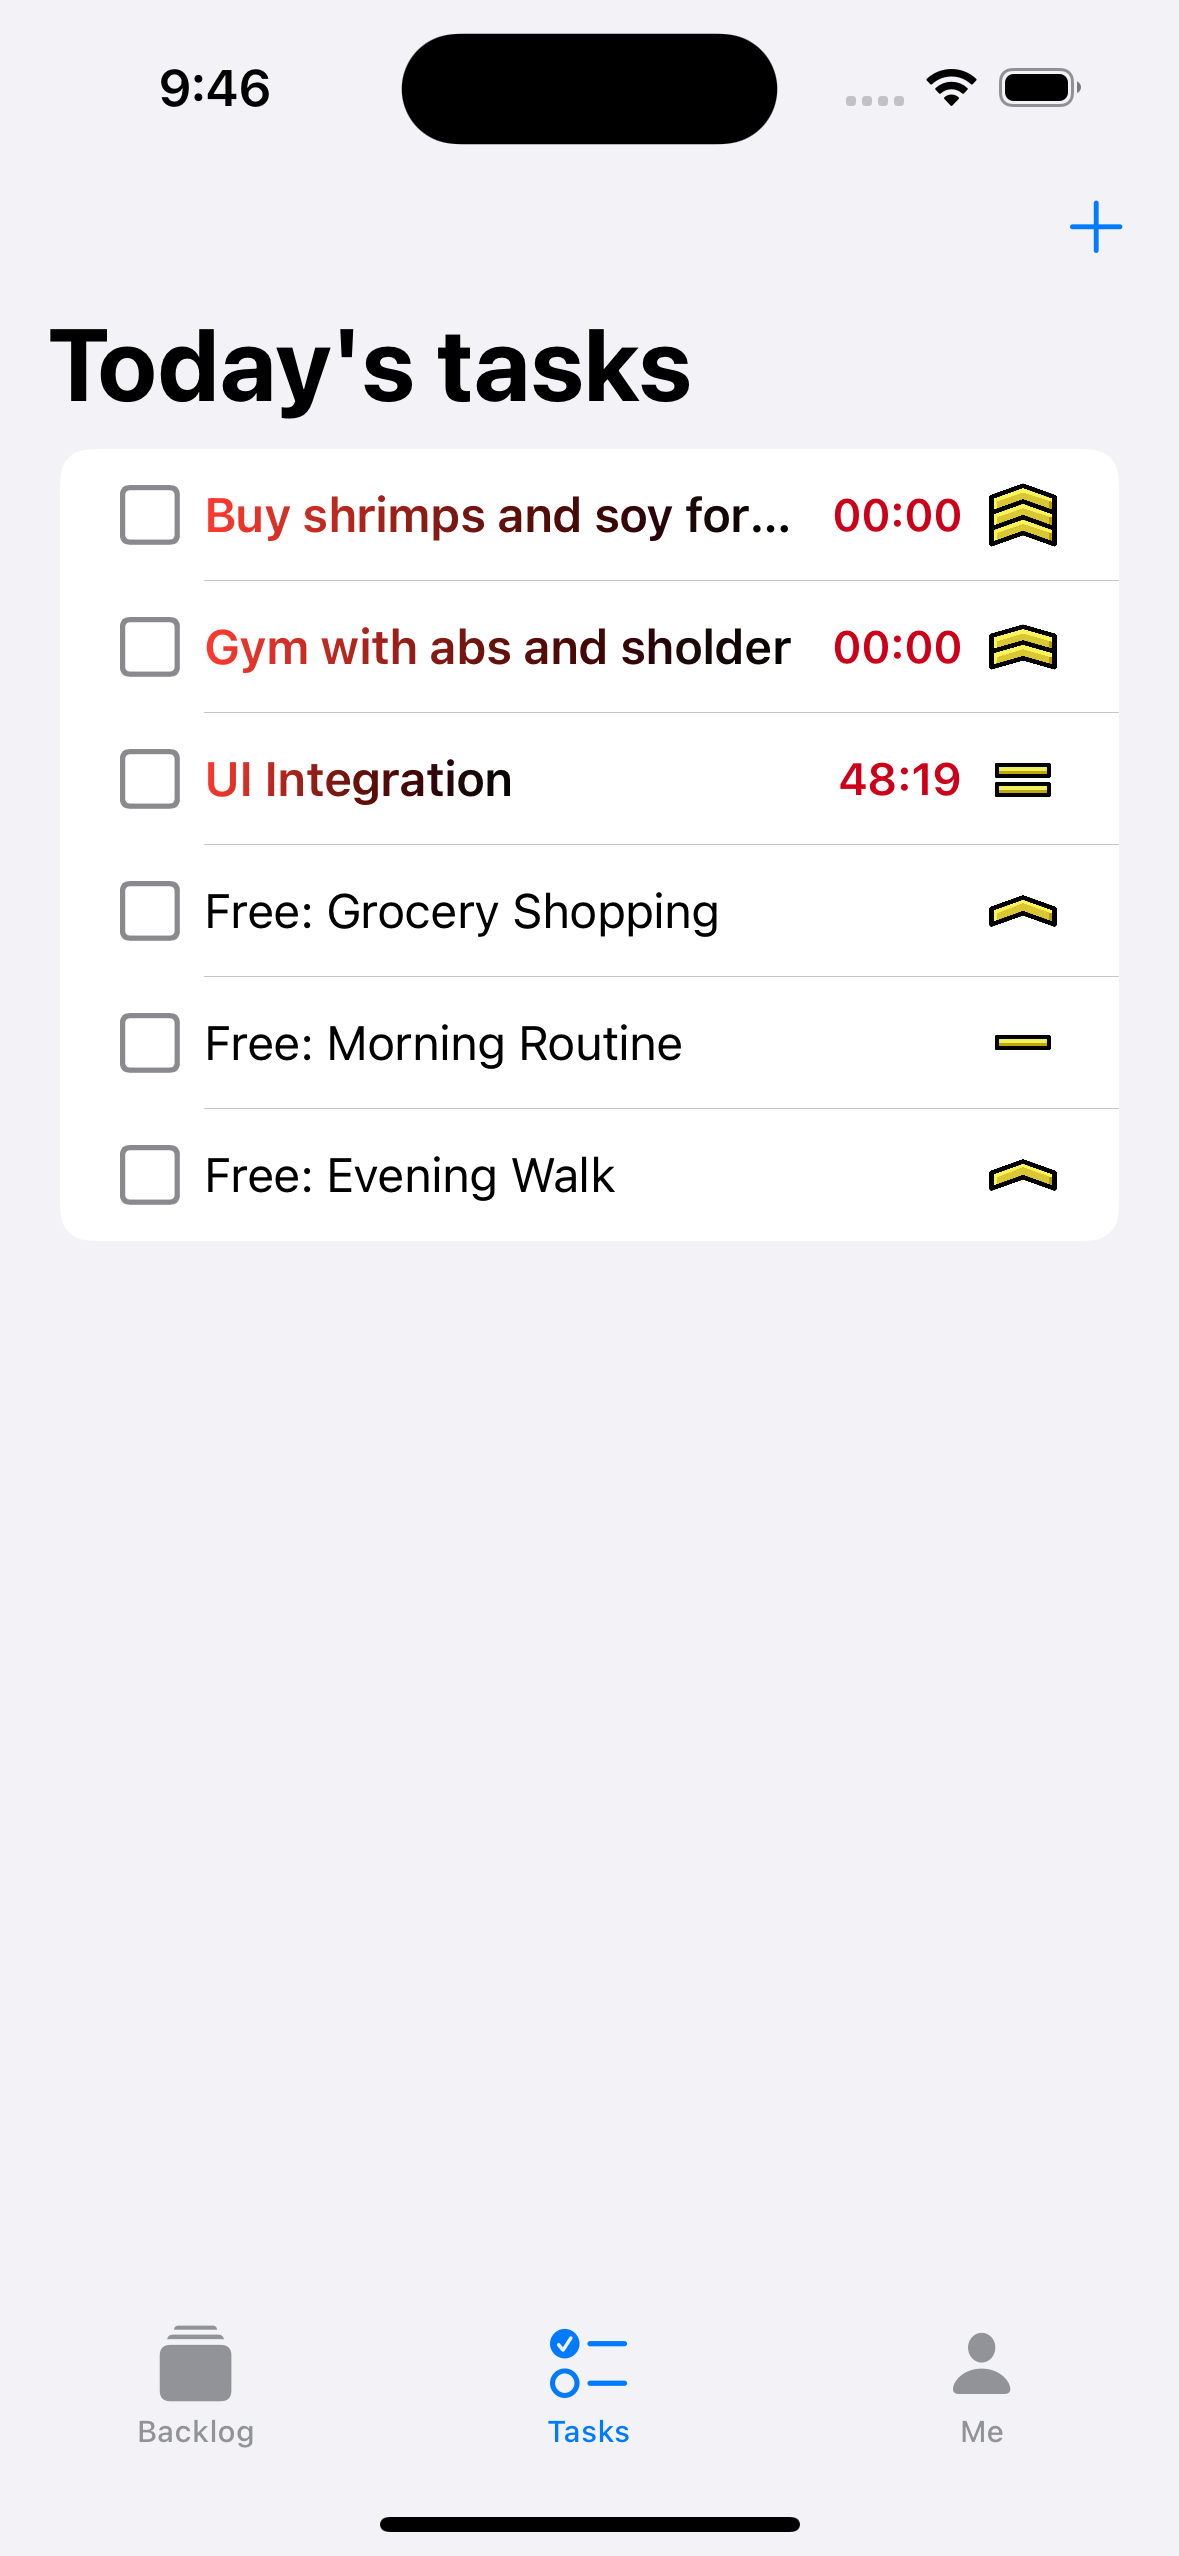 9:46
Today's tasks
Buy shrimps and soy for... 00:00
Gym with abs and sholder 00:00
UI Integration 48:19
Free: Grocery Shopping
Free: Morning Routine
Free: Evening Walk
Backlog Tasks Me